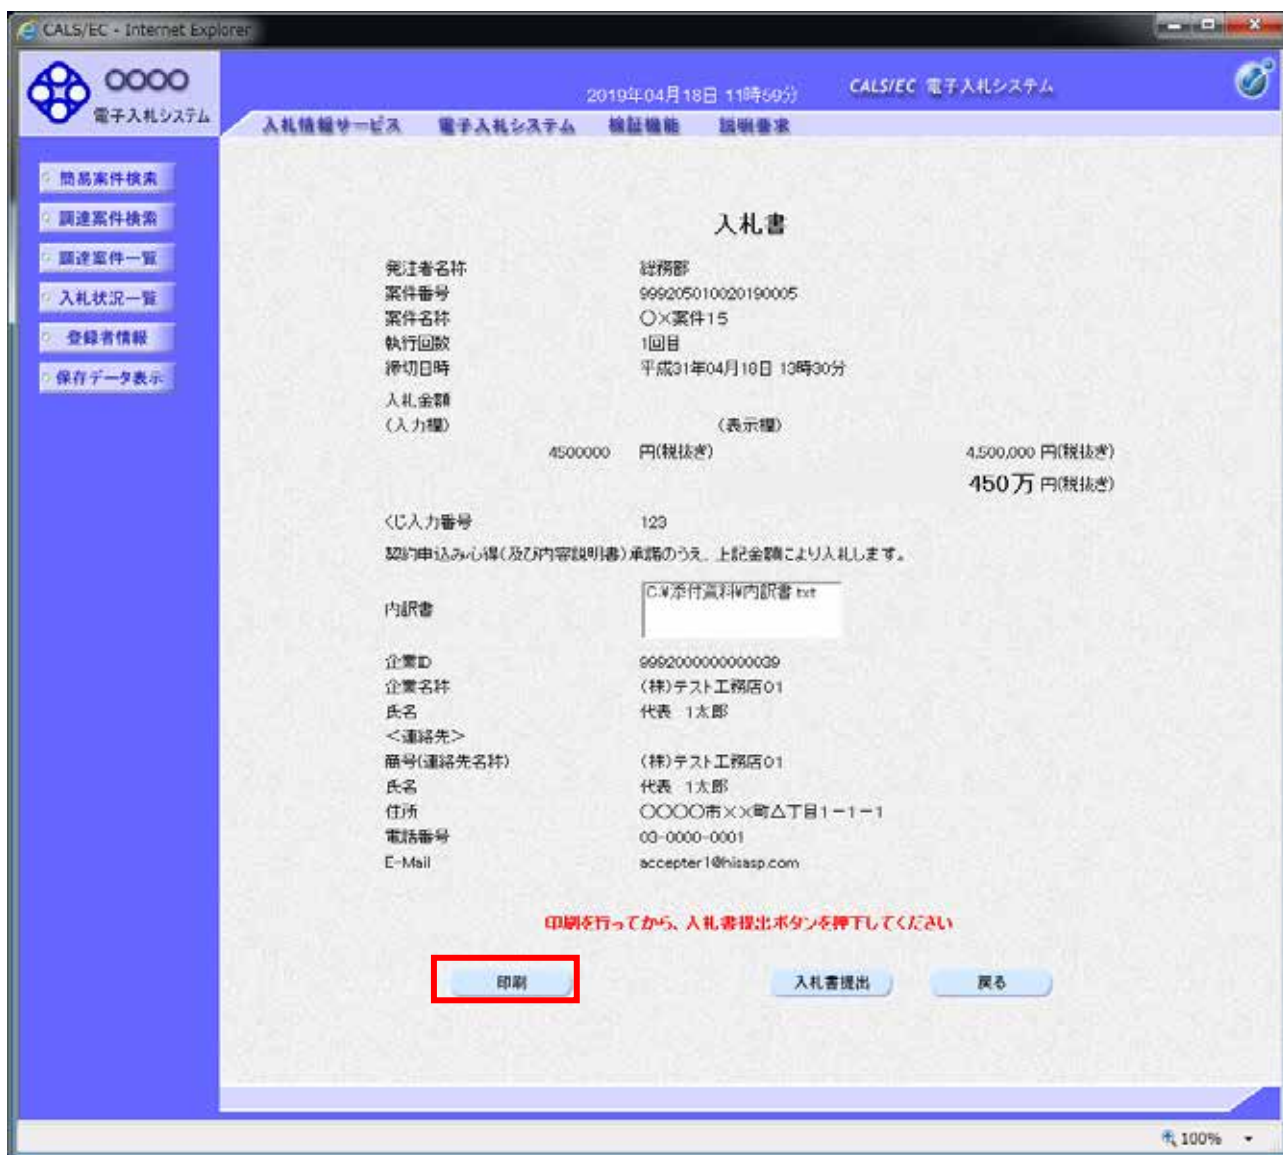 CALS/EC - Internet Explorer
○○○○
電子入札システム
2019年04月18日 11時59分
CALS/EC 電子入札システム
入札情報サービス 電子入札システム 検証機能 説明要求
簡易案件検索
調達案件検索
調達案件一覧
入札状況一覧
登録者情報
保存データ表示
入札書
発注者名称 総務部
案件番号 999205010020190005
案件名称 ○×案件15
執行回数 1回目
締切日時 平成31年04月18日 13時30分
入札金額
(入力欄) (表示欄)
4500000 円(税抜き) 4,500,000 円(税抜き)
450万 円(税抜き)
くじ入力番号 123
契約申込み心得(及び内容説明書)承諾のうえ、上記金額により入札します。
内訳書 C:¥添付資料¥内訳書.txt
企業ID 9992000000000039
企業名称 (株)テスト工務店01
氏名 代表 1太郎
＜連絡先＞
商号(連絡先名称) (株)テスト工務店01
氏名 代表 1太郎
住所 ○○○○市××町△丁目1－1－1
電話番号 03-0000-0001
E-Mail accepter1@hisasp.com
印刷を行ってから、入札書提出ボタンを押下してください
印刷 入札書提出 戻る
100%